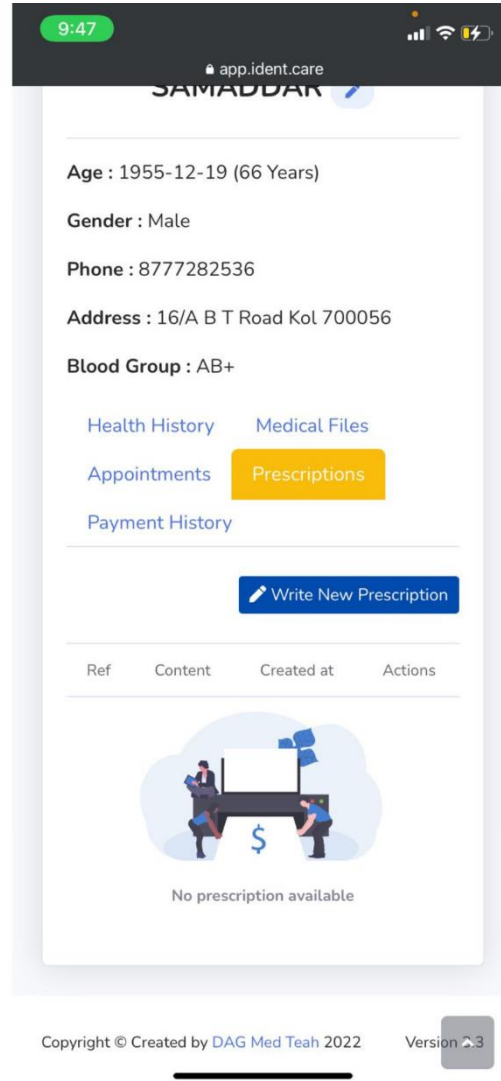 9:47
app.ident.care
SAMADDAR
Age : 1955-12-19 (66 Years)
Gender : Male
Phone : 8777282536
Address : 16/A B T Road Kol 700056
Blood Group : AB+
Health History Medical Files
Appointments Prescriptions
Payment History
Write New Prescription
Ref Content Created at Actions
$
No prescription available
Copyright © Created by DAG Med Teah 2022 Version